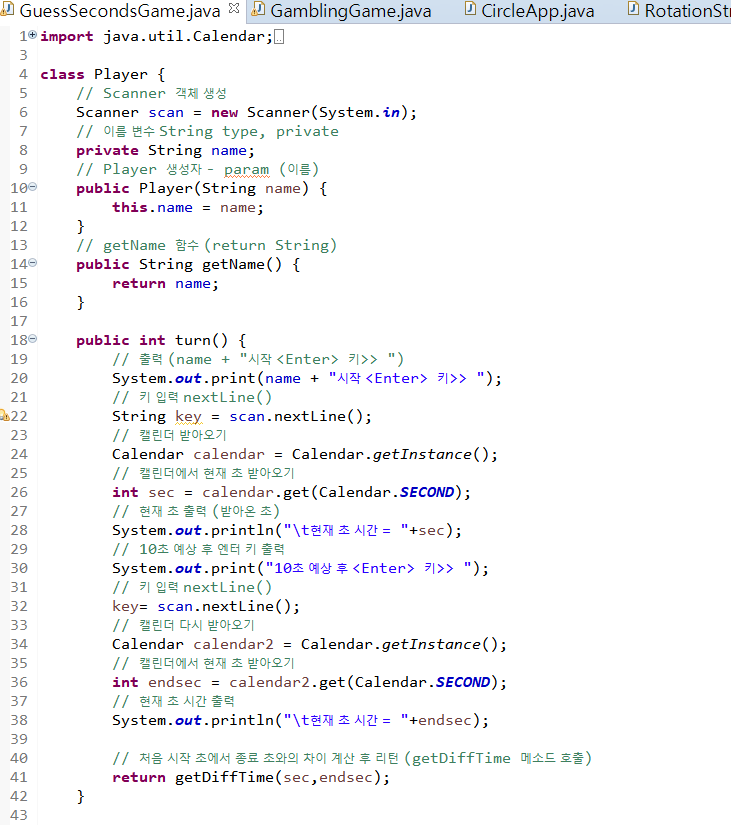 GuessSecondsGame.java GamblingGame.java CircleApp.java RotationStr
1 import java.util.Calendar;
3
4 class Player {
5 // Scanner 객체 생성
6 Scanner scan = new Scanner(System.in);
7 // 이름 변수 String type, private
8 private String name;
9 // Player 생성자 - param (이름)
10 public Player(String name) {
11 this.name = name;
12 }
13 // getName 함수 (return String)
14 public String getName() {
15 return name;
16 }
17
18 public int turn() {
19 // 출력 (name + "시작 <Enter> 키>> ")
20 System.out.print(name + "시작 <Enter> 키>> ");
21 // 키 입력 nextLine()
22 String key = scan.nextLine();
23 // 캘린더 받아오기
24 Calendar calendar = Calendar.getInstance();
25 // 캘린더에서 현재 초 받아오기
26 int sec = calendar.get(Calendar.SECOND);
27 // 현재 초 출력 (받아온 초)
28 System.out.println("\t현재 초 시간 = "+sec);
29 // 10초 예상 후 엔터 키 출력
30 System.out.print("10초 예상 후 <Enter> 키>> ");
31 // 키 입력 nextLine()
32 key= scan.nextLine();
33 // 캘린더 다시 받아오기
34 Calendar calendar2 = Calendar.getInstance();
35 // 캘린더에서 현재 초 받아오기
36 int endsec = calendar2.get(Calendar.SECOND);
37 // 현재 초 시간 출력
38 System.out.println("\t현재 초 시간 = "+endsec);
39
40 // 처음 시작 초에서 종료 초와의 차이 계산 후 리턴 (getDiffTime 메소드 호출)
41 return getDiffTime(sec,endsec);
42 }
43